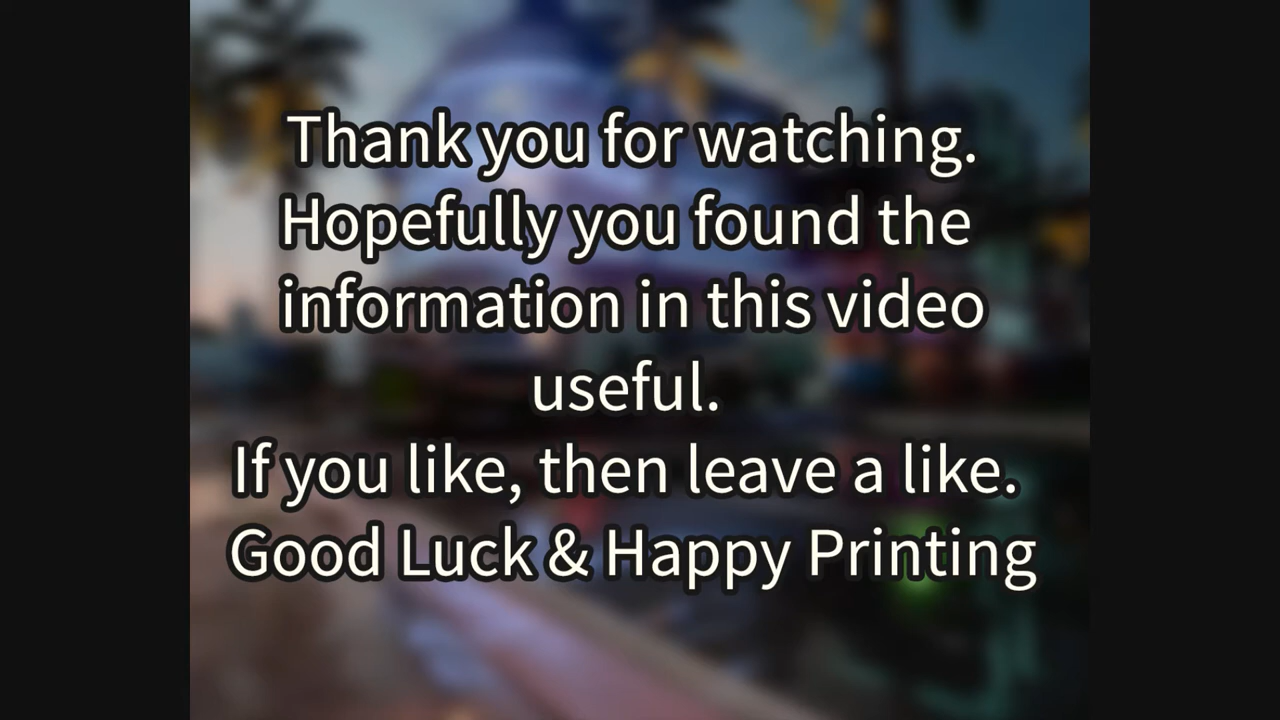 Thank you for watching.
Hopefully you found the
information in this video
useful.
If you like, then leave a like.
Good Luck & Happy Printing